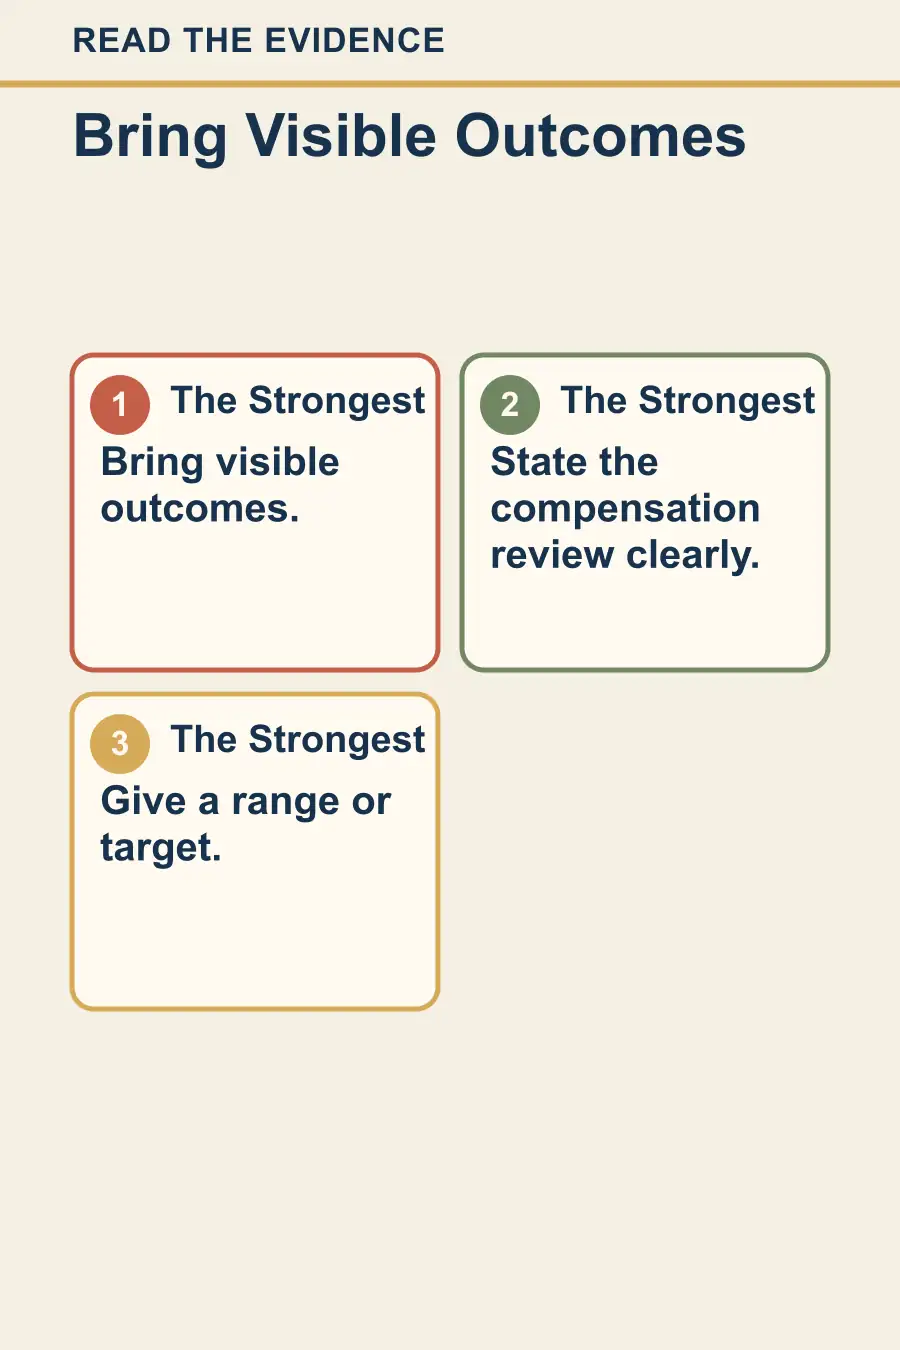 READ THE EVIDENCE
Bring Visible Outcomes
1 The Strongest
Bring visible
outcomes.
2 The Strongest
State the
compensation
review clearly.
3 The Strongest
Give a range or
target.